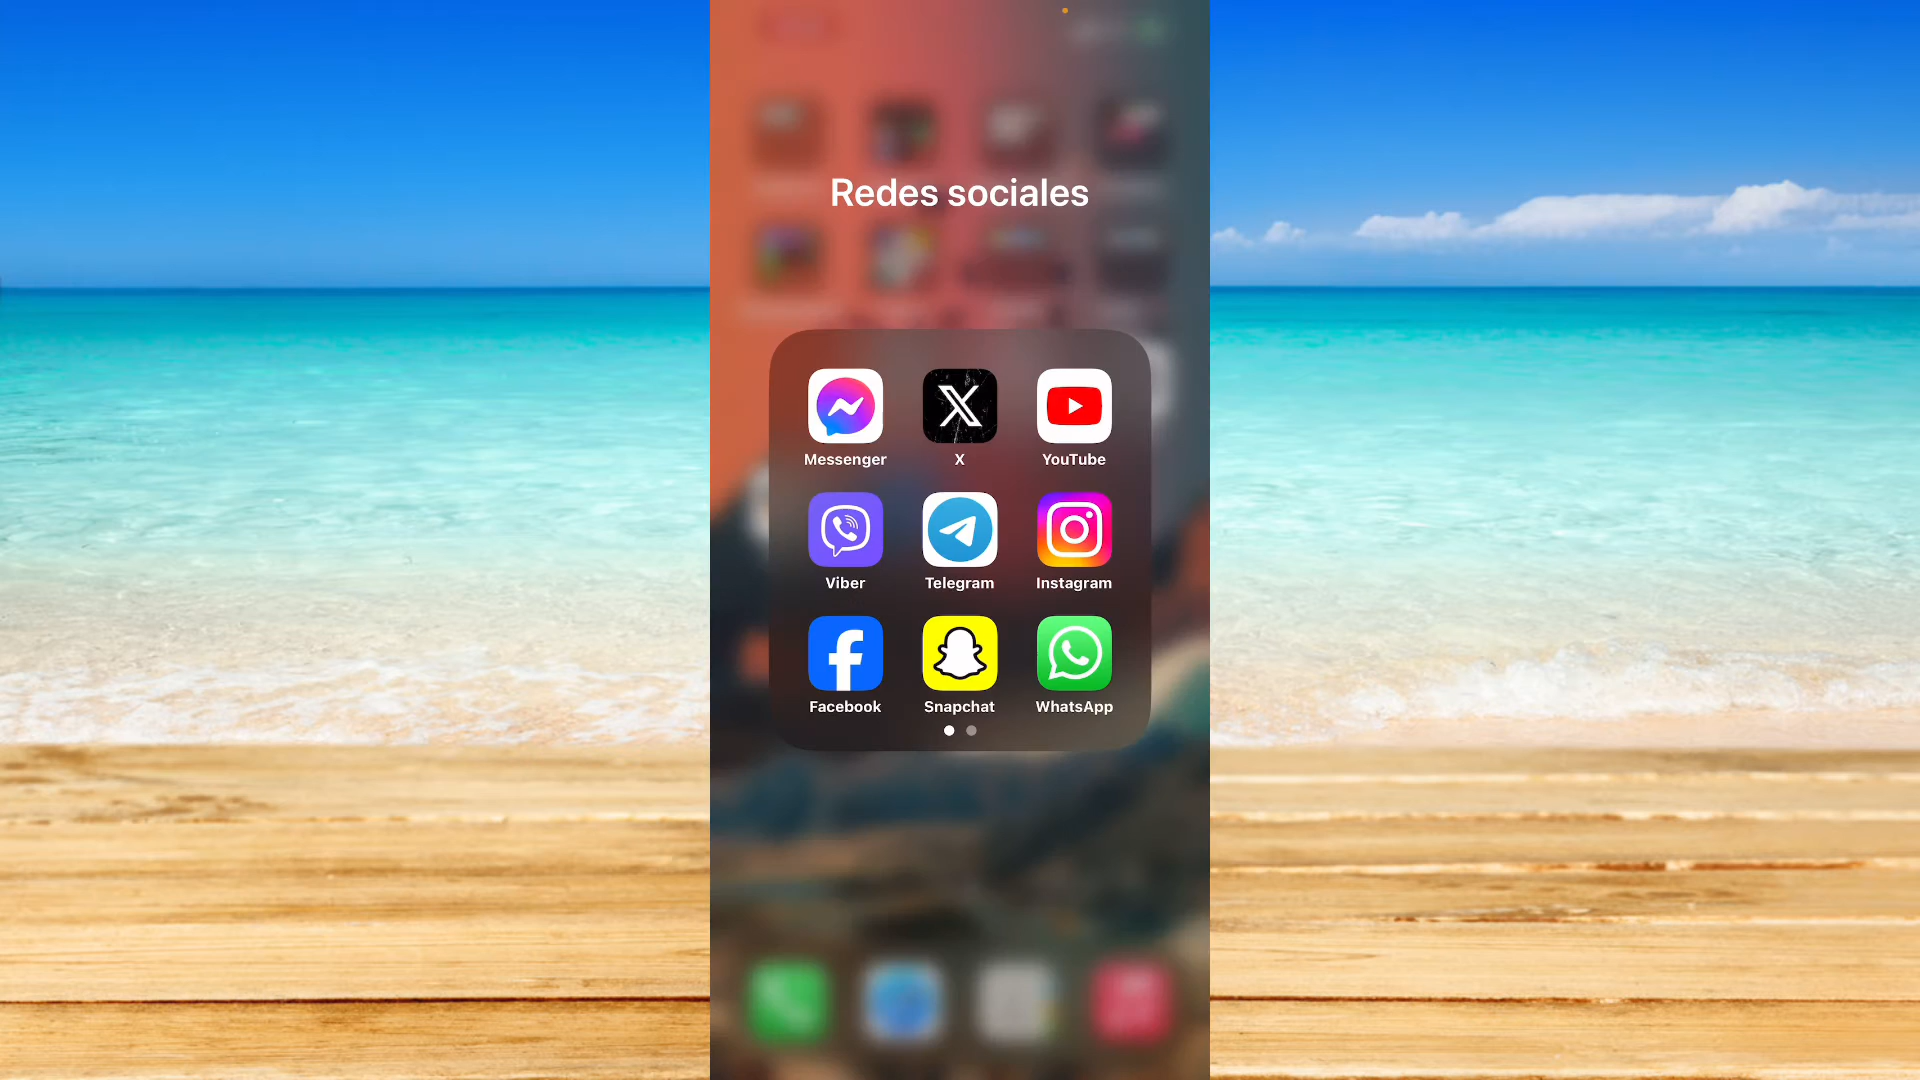 Redes sociales
Messenger
X
YouTube
Viber
Telegram
Instagram
Facebook
Snapchat
WhatsApp